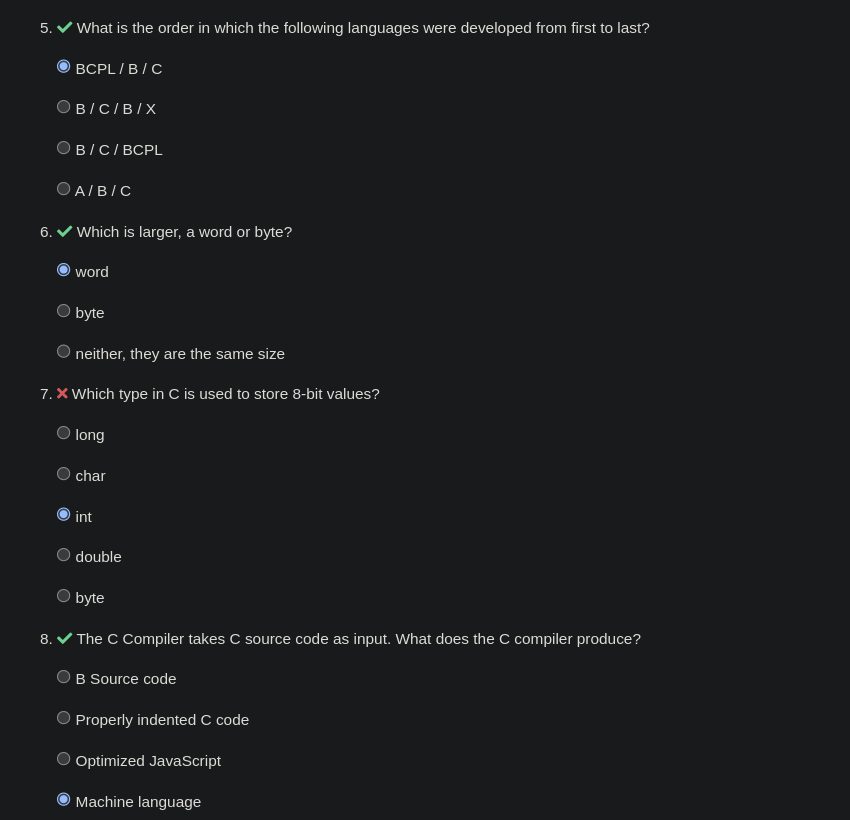 5. What is the order in which the following languages were developed from first to last?
BCPL / B / C
B / C / B / X
B / C / BCPL
A / B / C
6. Which is larger, a word or byte?
word
byte
neither, they are the same size
7. Which type in C is used to store 8-bit values?
long
char
int
double
byte
8. The C Compiler takes C source code as input. What does the C compiler produce?
B Source code
Properly indented C code
Optimized JavaScript
Machine language